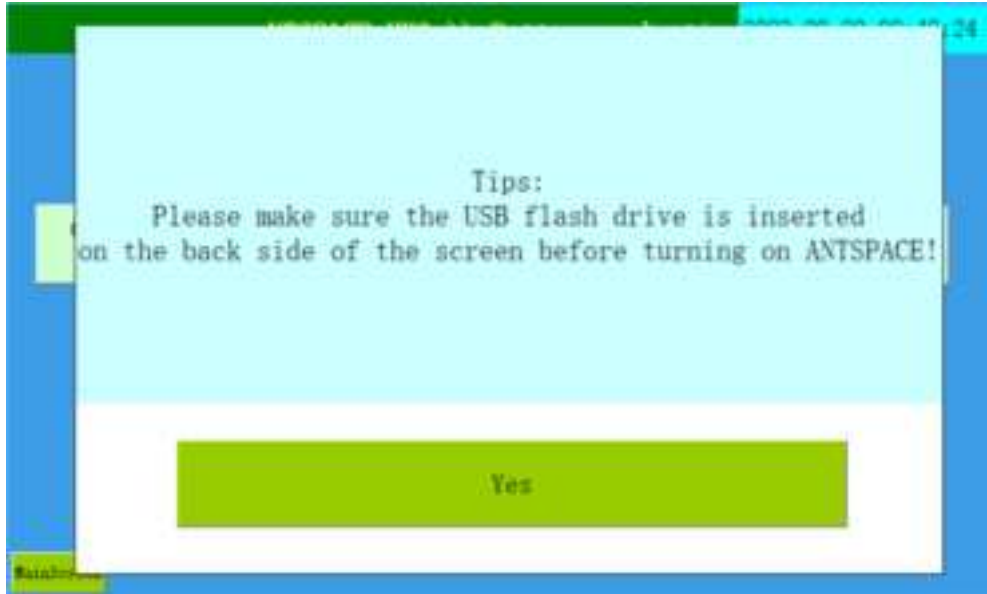 :24
Tips:
Please make sure the USB flash drive is inserted
on the back side of the screen before turning on ANTSPACE!
Yes